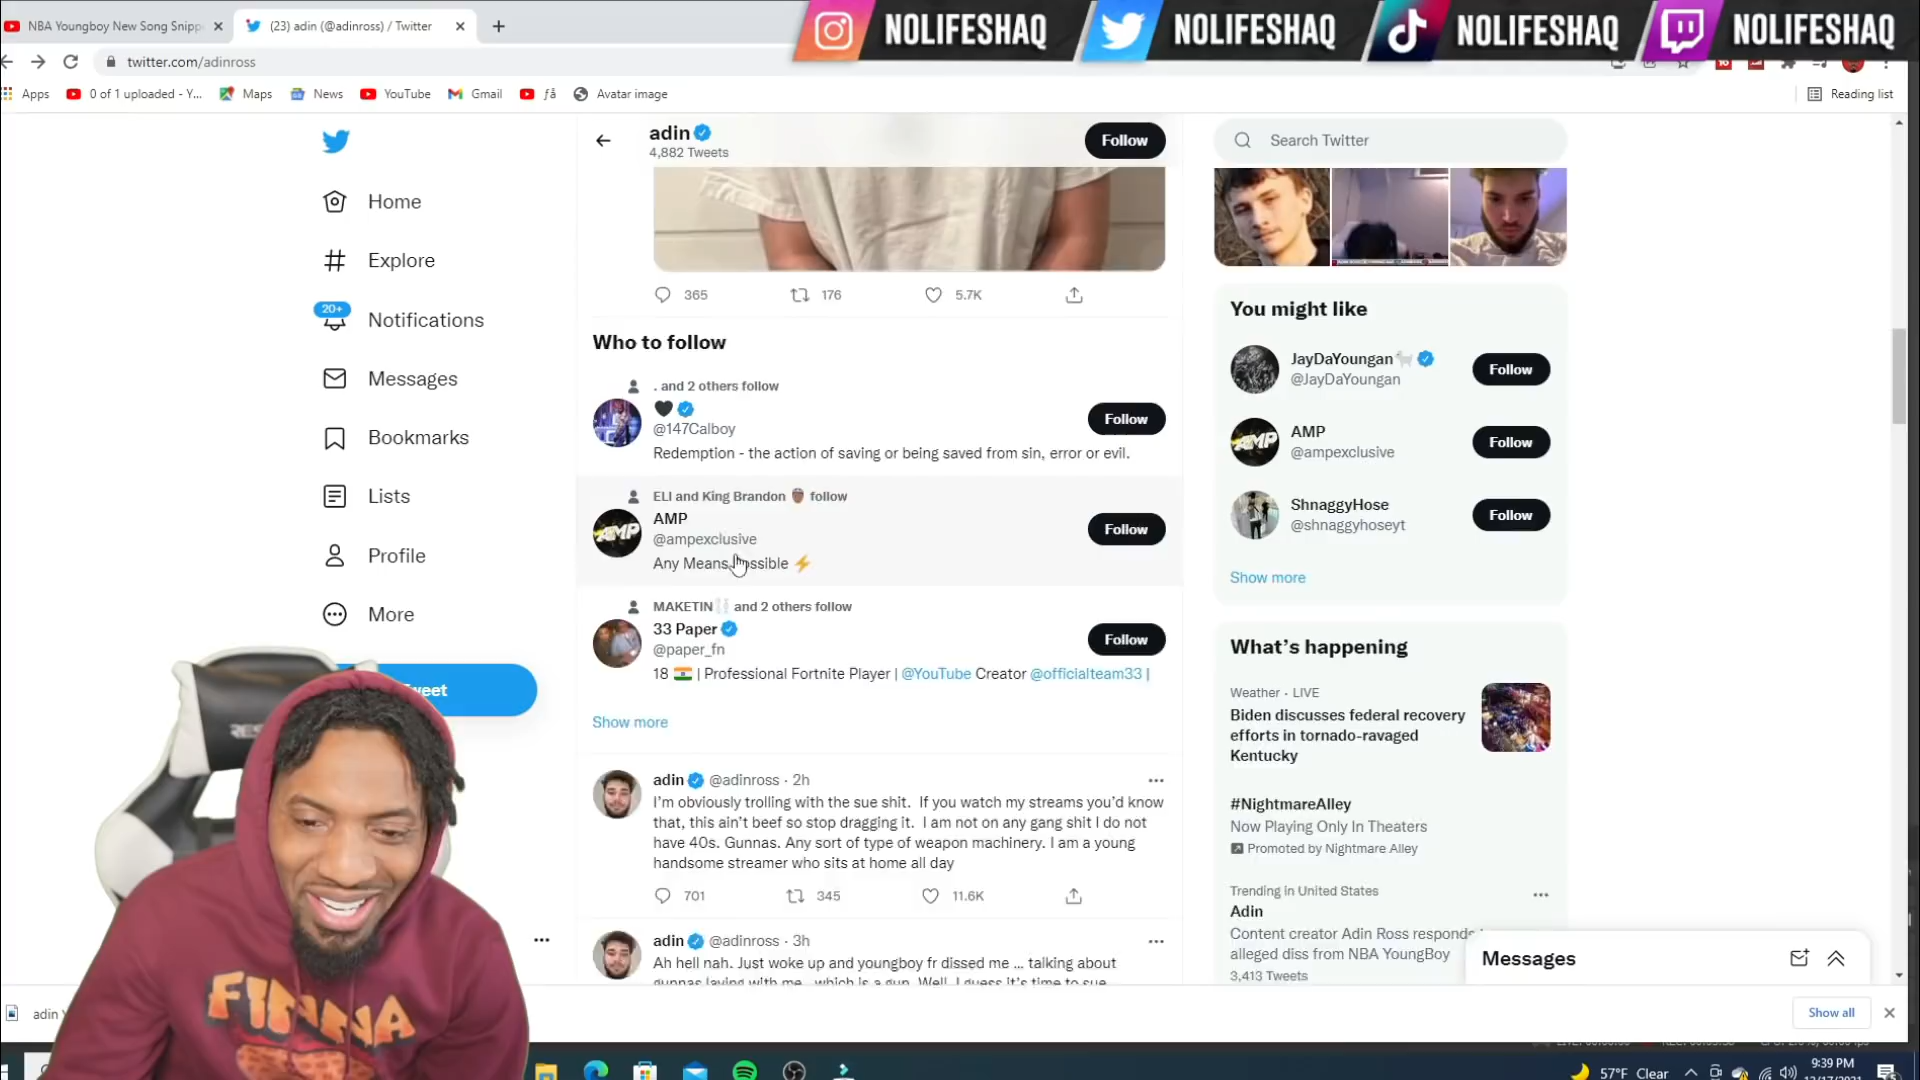 NBA Youngboy New Song Snipp
(23) adin (@adinross) / Twitter
NOLIFESHAQ
NOLIFESHAQ
NOLIFESHAQ
NOLIFESHAQ
twitter.com/adinross
Apps
0 of 1 uploaded - Y...
Maps
News
YouTube
Gmail
ƒå
Avatar image
Reading list
Home
Explore
20+
Notifications
Messages
Bookmarks
Lists
Profile
More
adin
4,882 Tweets
Follow
365
176
5.7K
Who to follow
. and 2 others follow
🖤
@147Calboy
Follow
Redemption - the action of saving or being saved from sin, error or evil.
ELI and King Brandon follow
AMP
AMP
@ampexclusive
Follow
Any Means ⚡
MAKETIN and 2 others follow
33 Paper
@paper_fn
Follow
18 🇮🇳 | Professional Fortnite Player | @YouTube Creator @officialteam33 |
Show more
adin @adinross · 2h
I'm obviously trolling with the sue shit. If you watch my streams you'd know
that, this ain't beef so stop dragging it. I am not on any gang shit I do not
have 40s. Gunnas. Any sort of type of weapon machinery. I am a young
handsome streamer who sits at home all day
701
345
11.6K
adin @adinross · 3h
Ah hell nah. Just woke up and youngboy fr dissed me ... talking about
Search Twitter
You might like
JayDaYoungan
@JayDaYoungan
Follow
AMP
AMP
@ampexclusive
Follow
ShnaggyHose
@shnaggyhoseyt
Follow
Show more
What's happening
Weather · LIVE
Biden discusses federal recovery
efforts in tornado-ravaged
Kentucky
#NightmareAlley
Now Playing Only In Theaters
Promoted by Nightmare Alley
Trending in United States
Adin
Content creator Adin Ross responds
alleged diss from NBA YoungBoy
3,413 Tweets
Messages
adin
Show all
FINNA
57°F Clear
9:39 PM